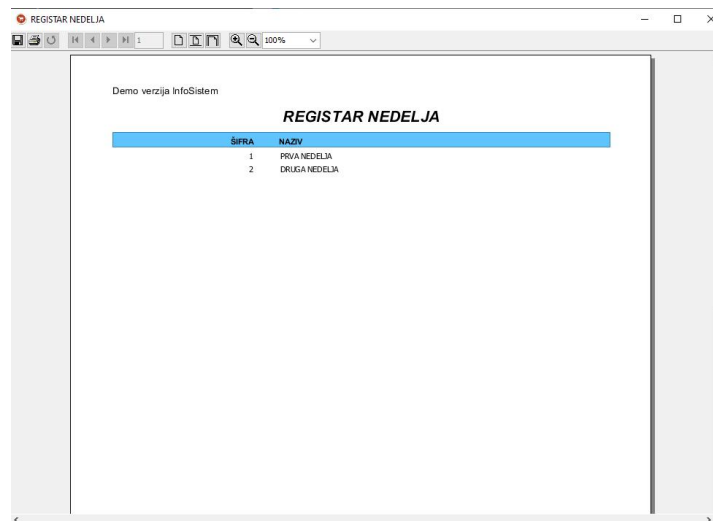 REGISTAR NEDELJA
1
100%
Demo verzija InfoSistem
REGISTAR NEDELJA
ŠIFRA NAZIV
1 PRVA NEDELJA
2 DRUGA NEDELJA